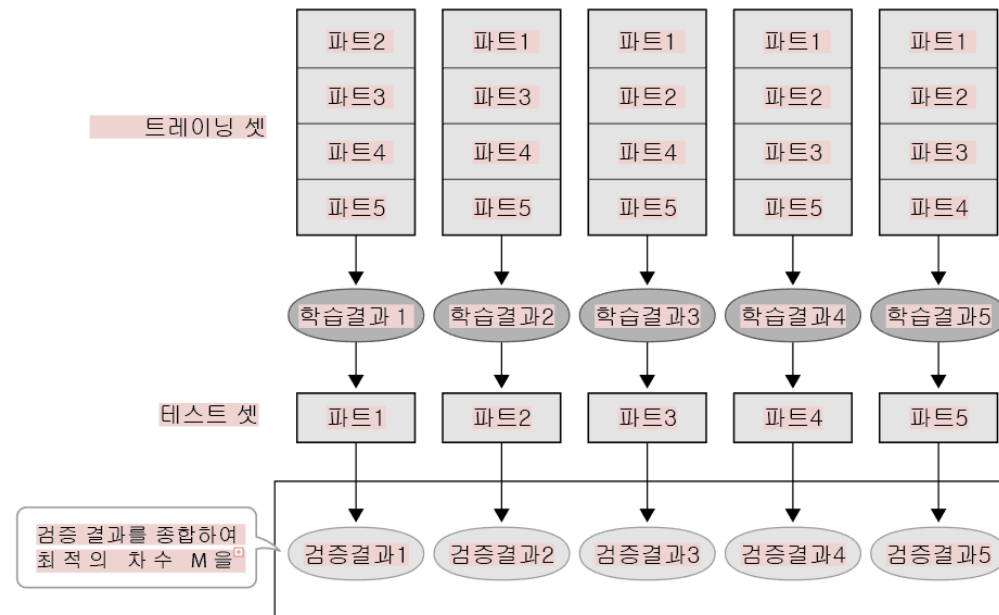 파트2 파트1 파트1 파트1 파트1
파트3 파트3 파트2 파트2 파트2
트레이닝 셋
파트4 파트4 파트4 파트3 파트3
파트5 파트5 파트5 파트5 파트4
학습결과 1 학습결과2 학습결과3 학습결과4 학습결과5
테스트 셋 파트1 파트2 파트3 파트4 파트5
검증 결과를 종합하여
최적의 차수 M을
검증결과1 검증결과2 검증결과3 검증결과4 검증결과5